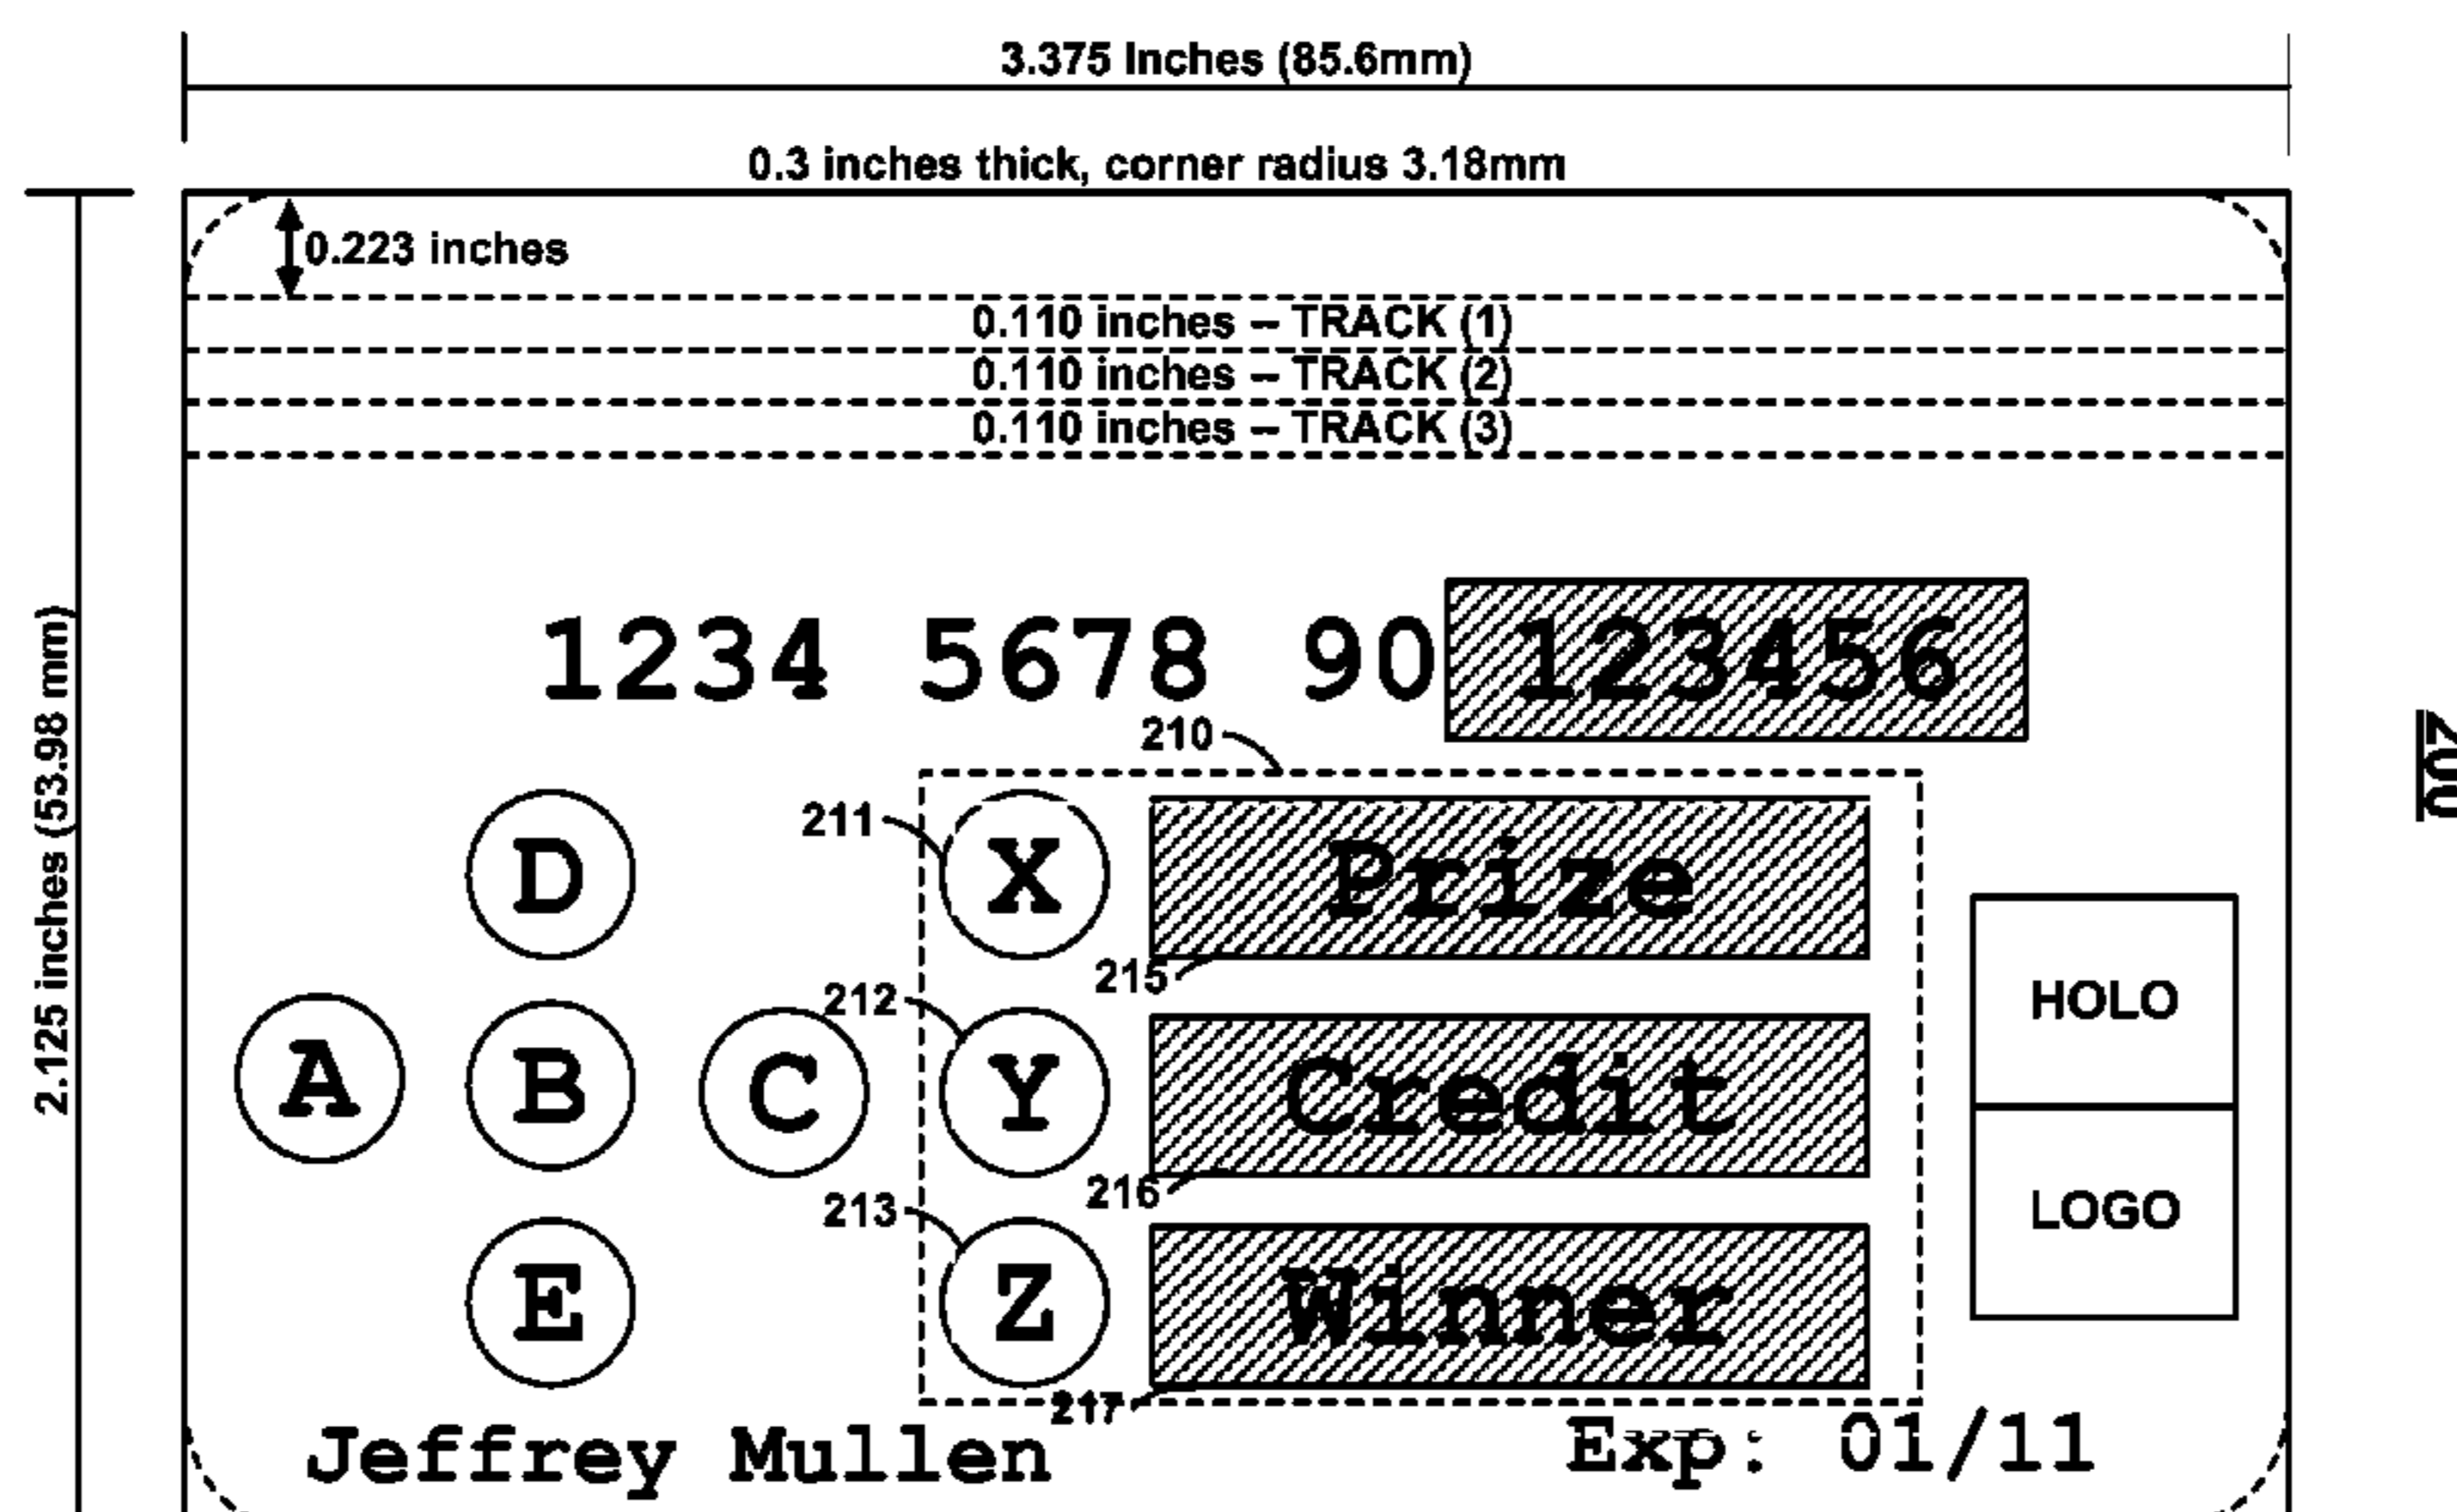 3.375 Inches (85.6mm)
0.3 inches thick, corner radius 3.18mm
0.223 inches
0.110 inches – TRACK (1)
0.110 inches – TRACK (2)
0.110 inches – TRACK (3)
2.125 inches (53.98 mm)
1234 5678 90 123456
210
200
211
D X Prize
215
212
HOLO
A B C Y Credit
216
213
LOGO
E Z Winner
217
Jeffrey Mullen Exp: 01/11